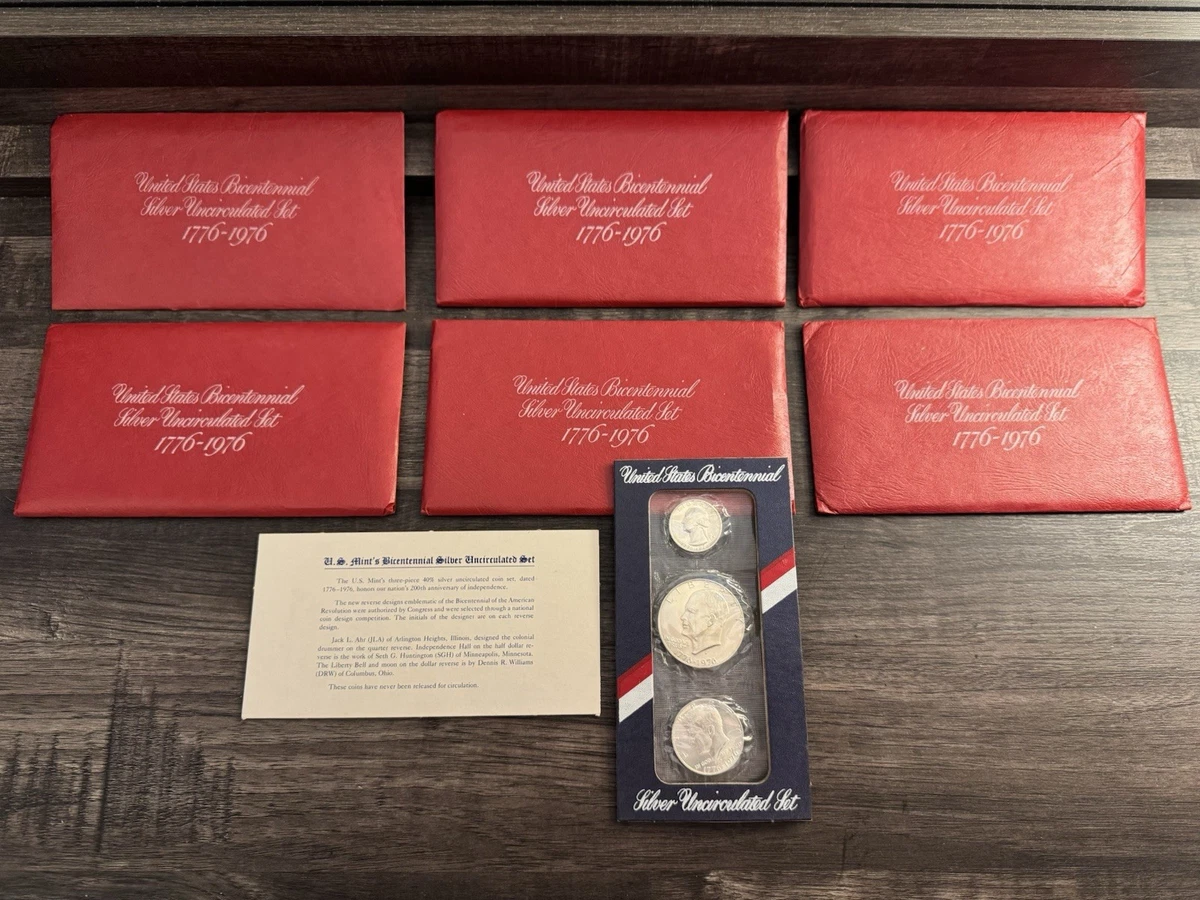 United States Bicentennial
Silver Uncirculated Set
1776-1976
United States Bicentennial
Silver Uncirculated Set
1776-1976
United States Bicentennial
Silver Uncirculated Set
1776-1976
United States Bicentennial
Silver Uncirculated Set
1776-1976
United States Bicentennial
Silver Uncirculated Set
1776-1976
United States Bicentennial
Silver Uncirculated Set
1776-1976
U.S. Mint's Bicentennial Silver Uncirculated Set
The U.S. Mint's three-piece 40% silver uncirculated coin set, dated
1776-1976, honors our nation's 200th anniversary of independence.
The new reverse designs emblematic of the Bicentennial of the American
Revolution were authorized by Congress and were selected through a national
coin design competition. The initials of the designer are on each reverse
design.
Jack L. Ahr (JLA) of Arlington Heights, Illinois, designed the colonial
drummer on the quarter reverse. Independence Hall on the half dollar re-
verse is the work of Seth G. Huntington (SGH) of Minneapolis, Minnesota.
The Liberty Bell and moon on the dollar reverse is by Dennis R. Williams
(DRW) of Columbus, Ohio.
These coins have never been released for circulation.
United States Bicentennial
Silver Uncirculated Set